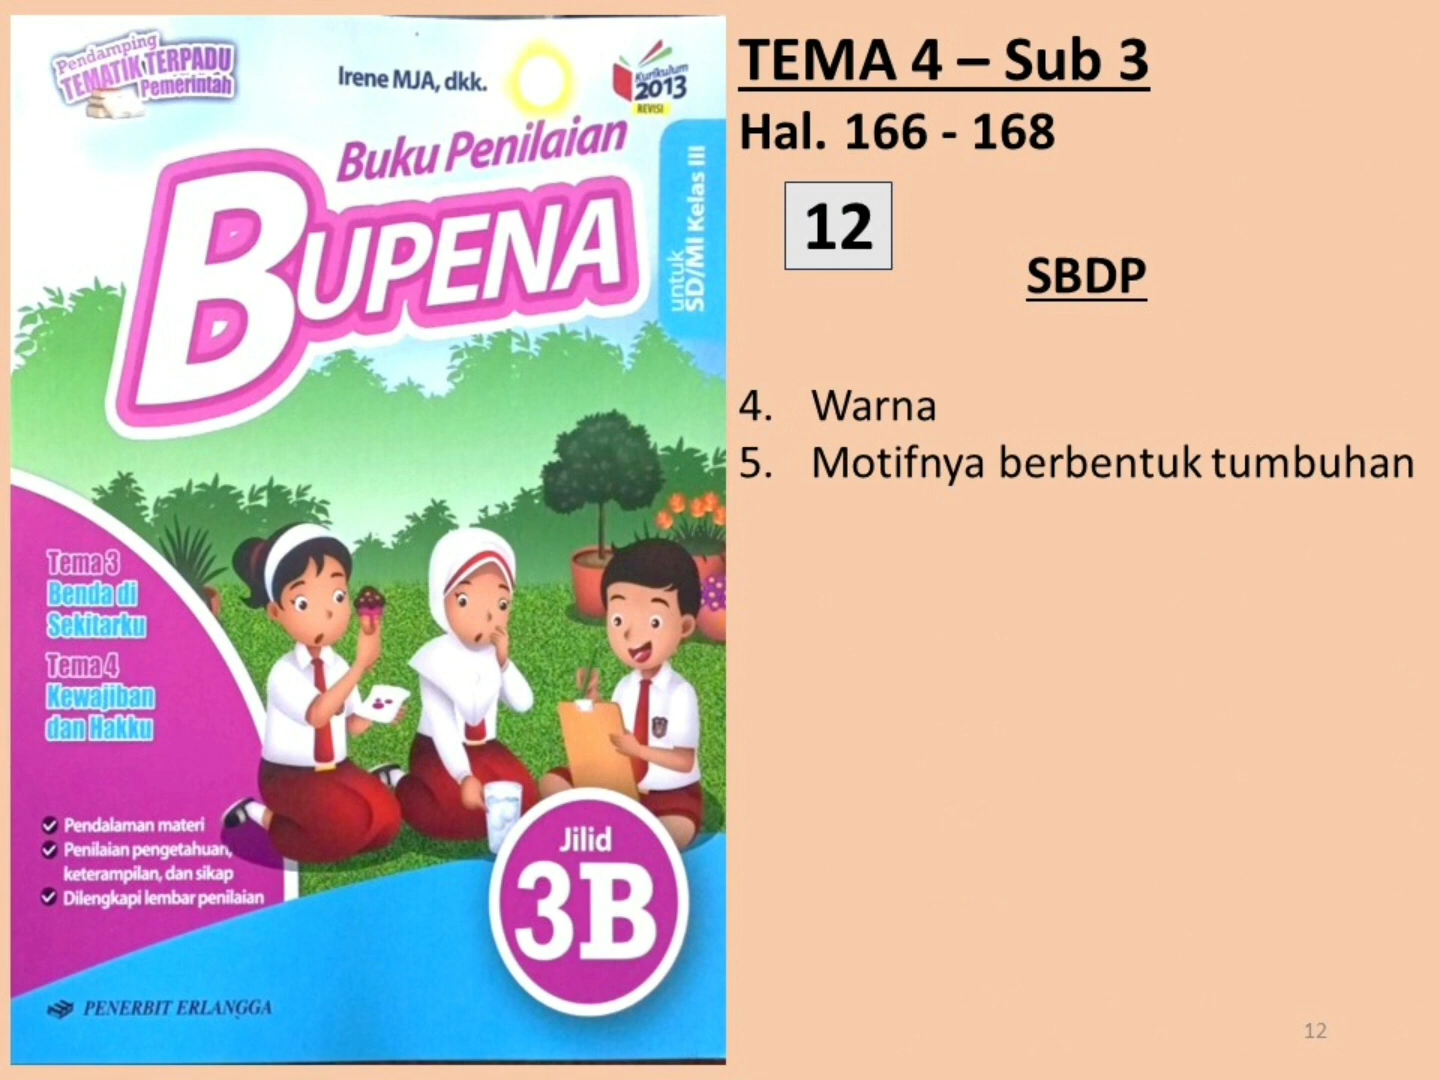 Pendamping
TEMATIK TERPADU
Pemerintah
Irene MJA, dkk.
Kurikulum
2013
REVISI
Buku Penilaian
BUPENA
untuk
SD/MI Kelas III
Tema 3
Benda di
Sekitarku
Tema 4
Kewajiban
dan Hakku
Pendalaman materi
Penilaian pengetahuan,
keterampilan, dan sikap
Dilengkapi lembar penilaian
Jilid
3B
PENERBIT ERLANGGA
TEMA 4 – Sub 3
Hal. 166 - 168
12
SBDP
4. Warna
5. Motifnya berbentuk tumbuhan
12